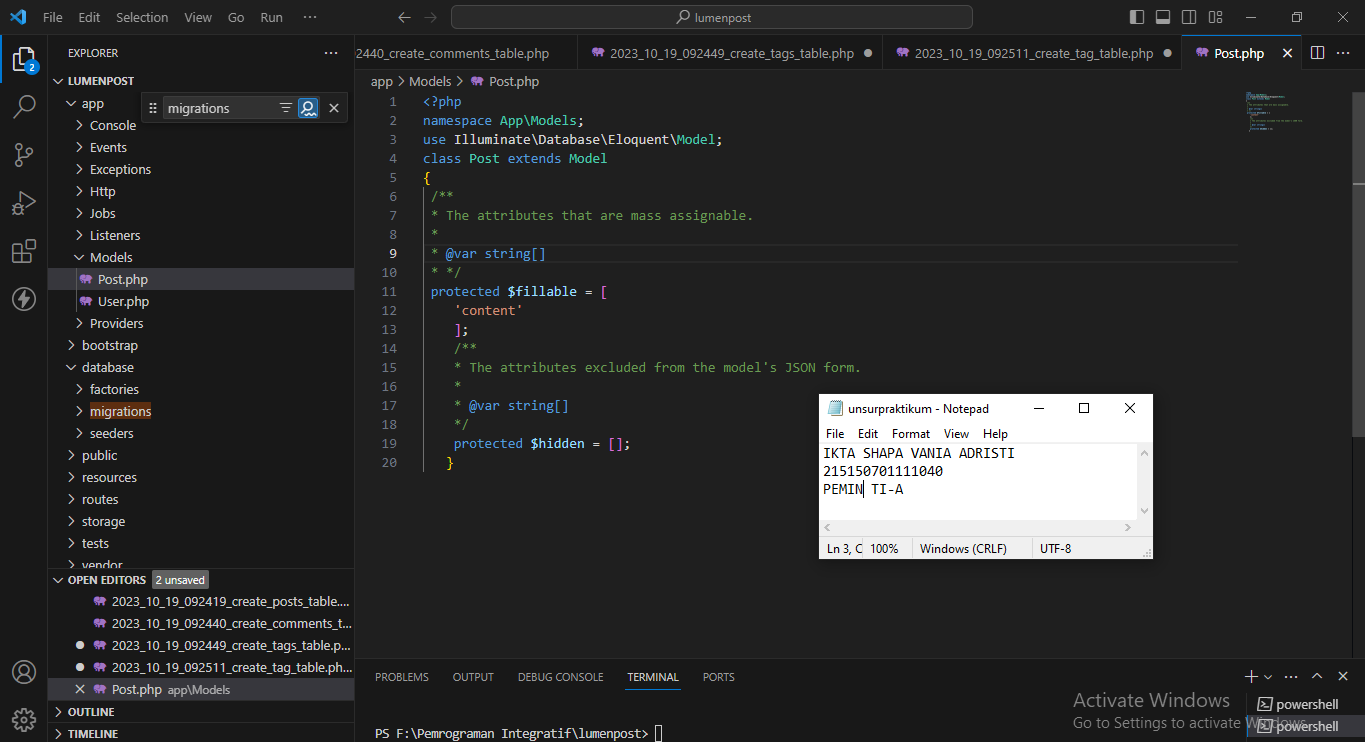 File Edit Selection View Go Run ··· lumenpost
EXPLORER ···
LUMENPOST
app
migrations
Console
Events
Exceptions
Http
Jobs
Listeners
Models
Post.php
User.php
Providers
bootstrap
database
factories
migrations
seeders
public
resources
routes
storage
tests
vendor
OPEN EDITORS 2 unsaved
2023_10_19_092419_create_posts_table....
2023_10_19_092440_create_comments_t...
2023_10_19_092449_create_tags_table.p...
2023_10_19_092511_create_tag_table.ph...
Post.php app\Models
OUTLINE
TIMELINE
2
2440_create_comments_table.php 2023_10_19_092449_create_tags_table.php 2023_10_19_092511_create_tag_table.php Post.php ···
app > Models > Post.php
1 <?php
2 namespace App\Models;
3 use Illuminate\Database\Eloquent\Model;
4 class Post extends Model
5 {
6 /**
7 * The attributes that are mass assignable.
8 *
9 * @var string[]
10 * */
11 protected $fillable = [
12 'content'
13 ];
14 /**
15 * The attributes excluded from the model's JSON form.
16 *
17 * @var string[]
18 */
19 protected $hidden = [];
20 }
unsurpraktikum - Notepad
File Edit Format View Help
IKTA SHAPA VANIA ADRISTI
215150701111040
PEMIN TI-A
Ln 3, C 100% Windows (CRLF) UTF-8
PROBLEMS OUTPUT DEBUG CONSOLE TERMINAL PORTS ···
PS F:\Pemrograman Integratif\lumenpost>
powershell
powershell
Activate Windows
Go to Settings to activate Windows.